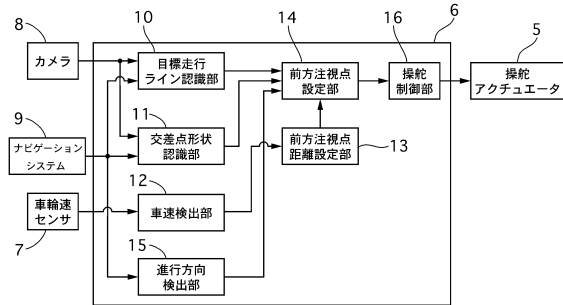 8
カメラ
9
ナビゲーション
システム
車輪速
センサ
7
10
目標走行
ライン認識部
11
交差点形状
認識部
12
車速検出部
15
進行方向
検出部
14
前方注視点
設定部
前方注視点
距離設定部
13
16
操舵
制御部
6
5
操舵
アクチュエータ